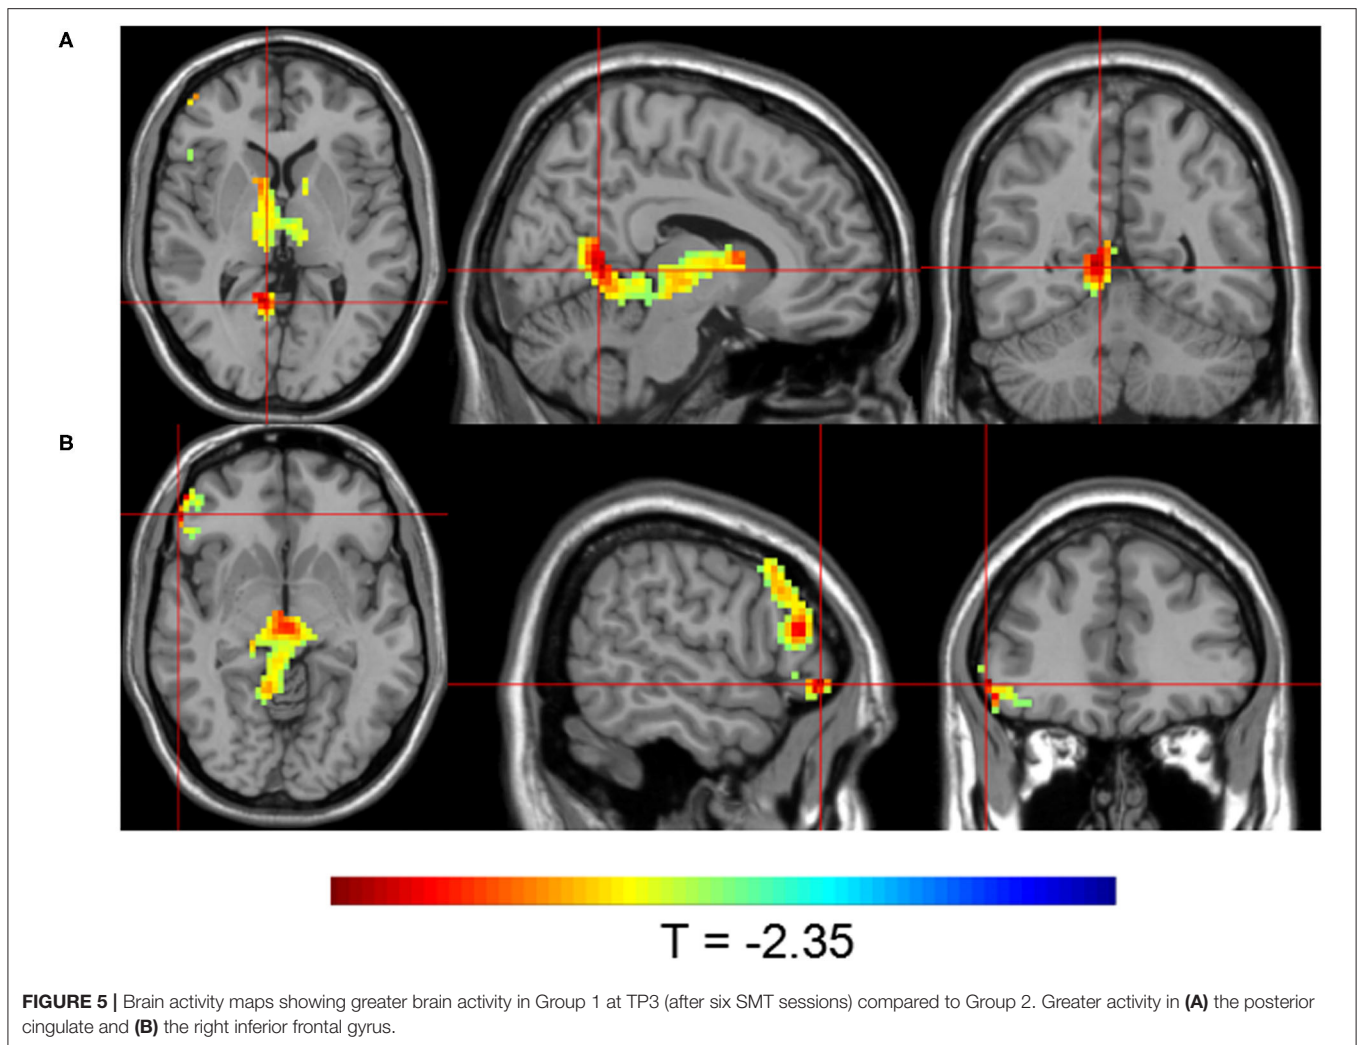 A
B
T = -2.35
FIGURE 5 | Brain activity maps showing greater brain activity in Group 1 at TP3 (after six SMT sessions) compared to Group 2. Greater activity in (A) the posterior
cingulate and (B) the right inferior frontal gyrus.